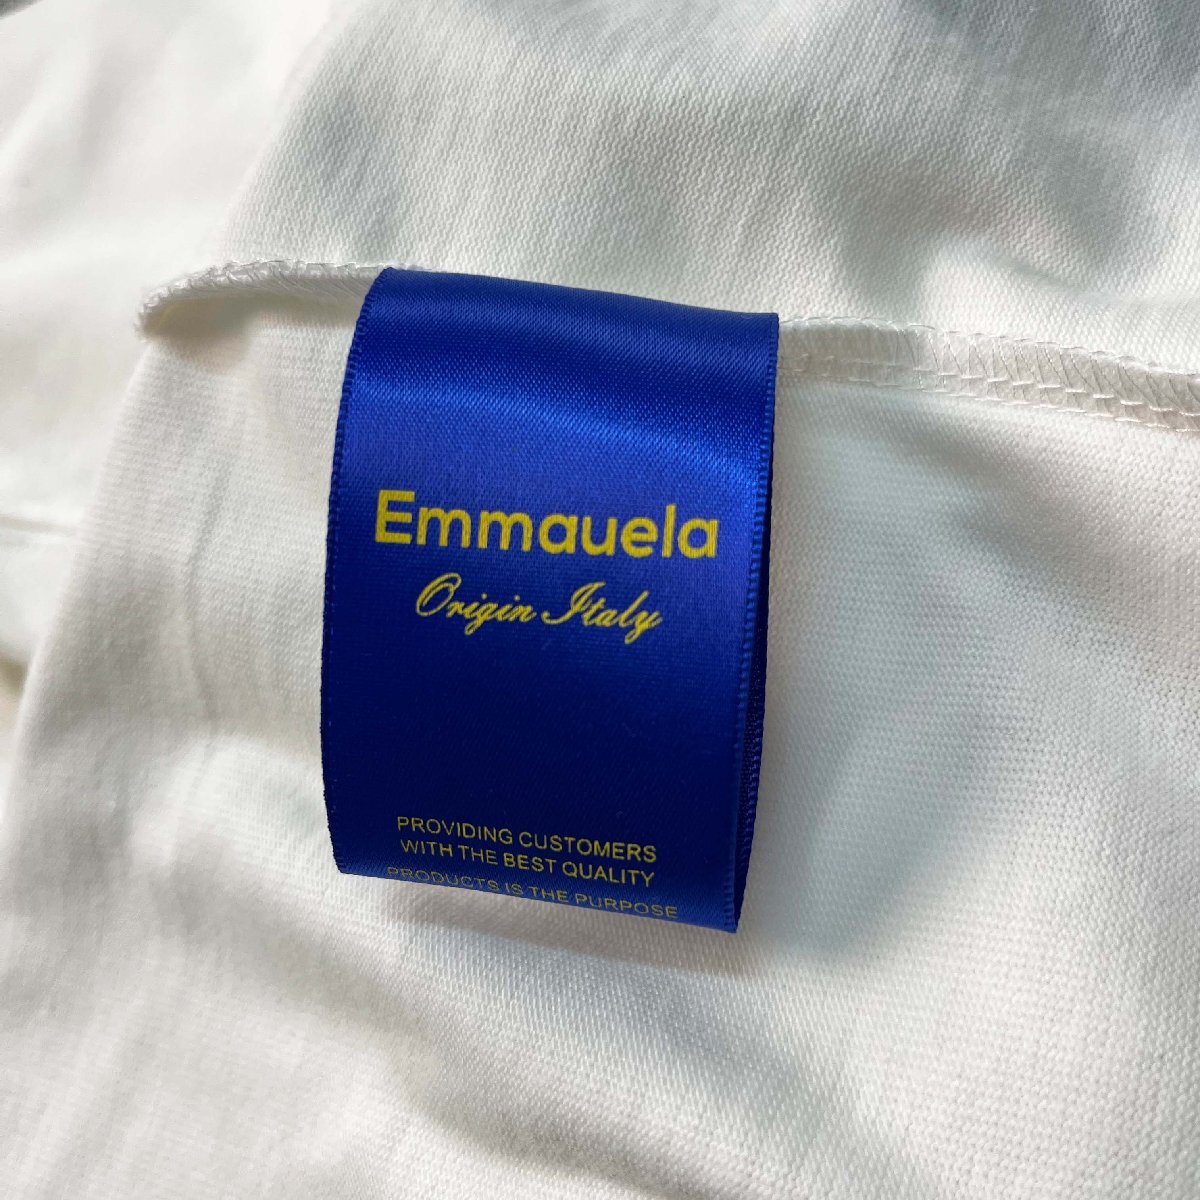 Emmauela
Origin Italy
PROVIDING CUSTOMERS
WITH THE BEST QUALITY
PRODUCTS IS THE PURPOSE